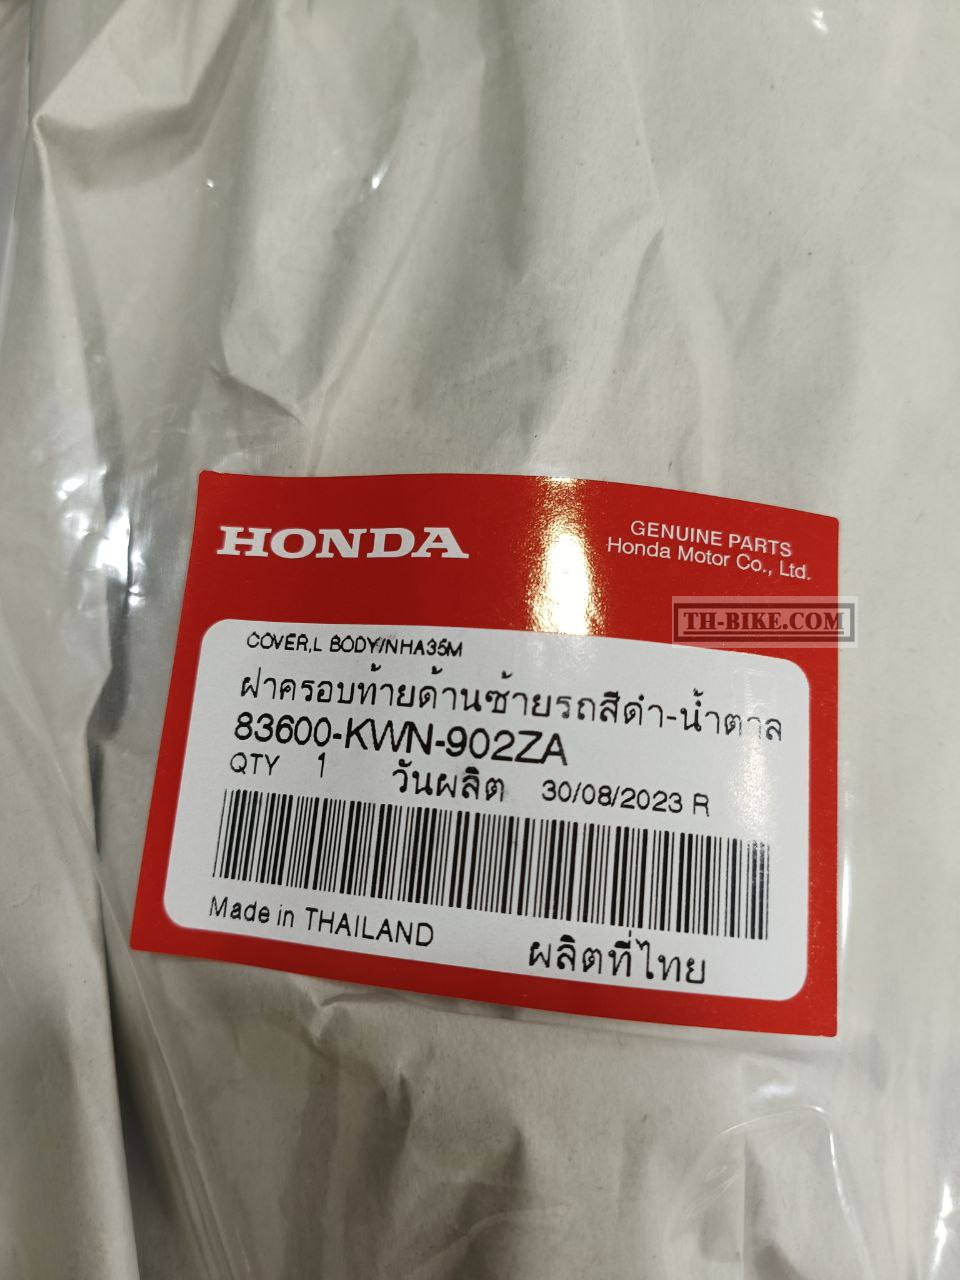 HONDA
GENUINE PARTS
Honda Motor Co., Ltd.
TH-BIKE.COM
COVER,L BODY/NHA35M
ฝาครอบท้ายด้านซ้ายรถสีดำ-น้ำตาล
83600-KWN-902ZA
QTY 1 วันผลิต 30/08/2023 R
Made in THAILAND ผลิตที่ไทย